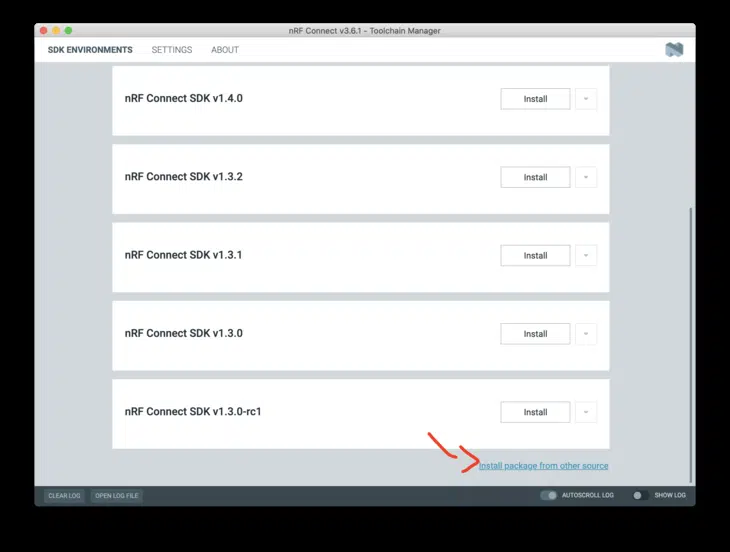 nRF Connect v3.6.1 - Toolchain Manager
SDK ENVIRONMENTS SETTINGS ABOUT
nRF Connect SDK v1.4.0 Install
nRF Connect SDK v1.3.2 Install
nRF Connect SDK v1.3.1 Install
nRF Connect SDK v1.3.0 Install
nRF Connect SDK v1.3.0-rc1 Install
Install package from other source
CLEAR LOG OPEN LOG FILE AUTOSCROLL LOG SHOW LOG